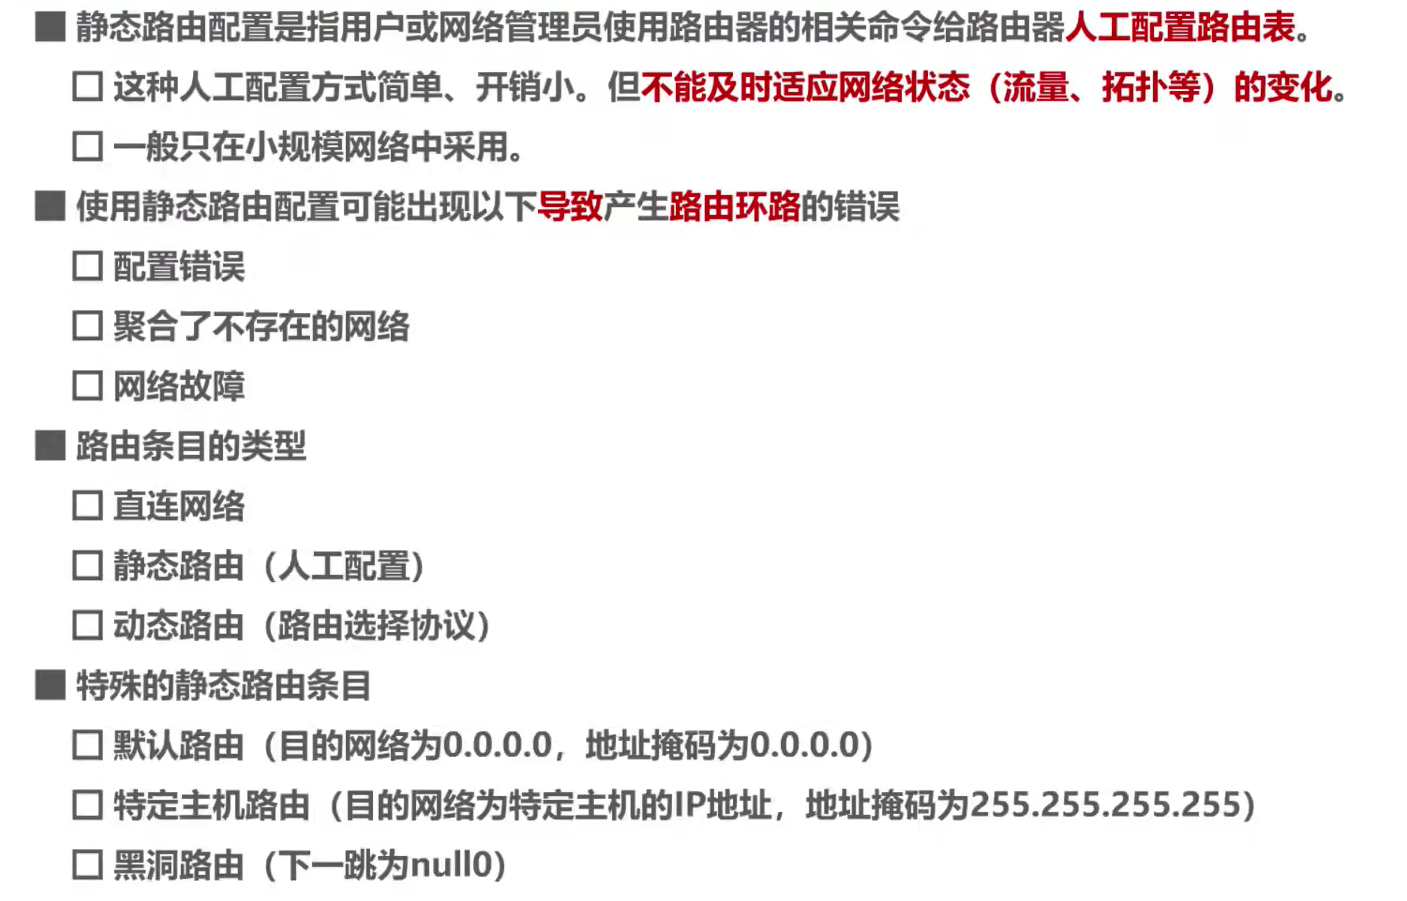 静态路由配置是指用户或网络管理员使用路由器的相关命令给路由器人工配置路由表。
这种人工配置方式简单、开销小。但不能及时适应网络状态（流量、拓扑等）的变化。
一般只在小规模网络中采用。
使用静态路由配置可能出现以下导致产生路由环路的错误
配置错误
聚合了不存在的网络
网络故障
路由条目的类型
直连网络
静态路由（人工配置）
动态路由（路由选择协议）
特殊的静态路由条目
默认路由（目的网络为0.0.0.0，地址掩码为0.0.0.0）
特定主机路由（目的网络为特定主机的IP地址，地址掩码为255.255.255.255）
黑洞路由（下一跳为null0）